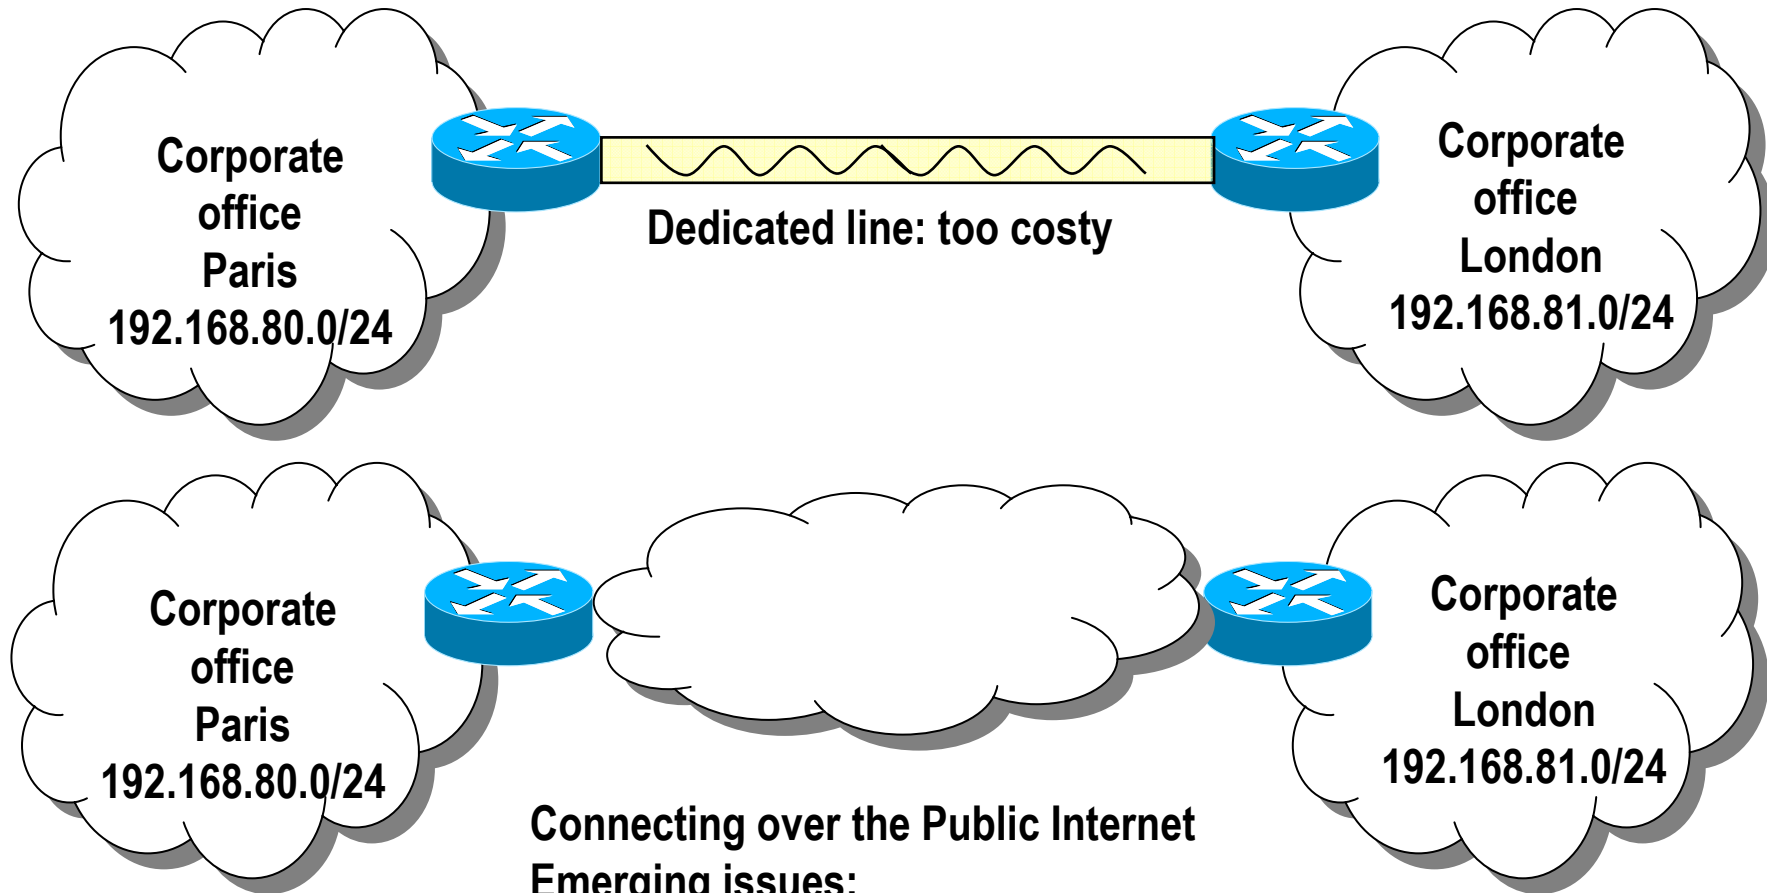 Corporate
office
Paris
192.168.80.0/24
Dedicated line: too costy
Corporate
office
London
192.168.81.0/24
Corporate
office
Paris
192.168.80.0/24
Corporate
office
London
192.168.81.0/24
Connecting over the Public Internet
Emerging issues: